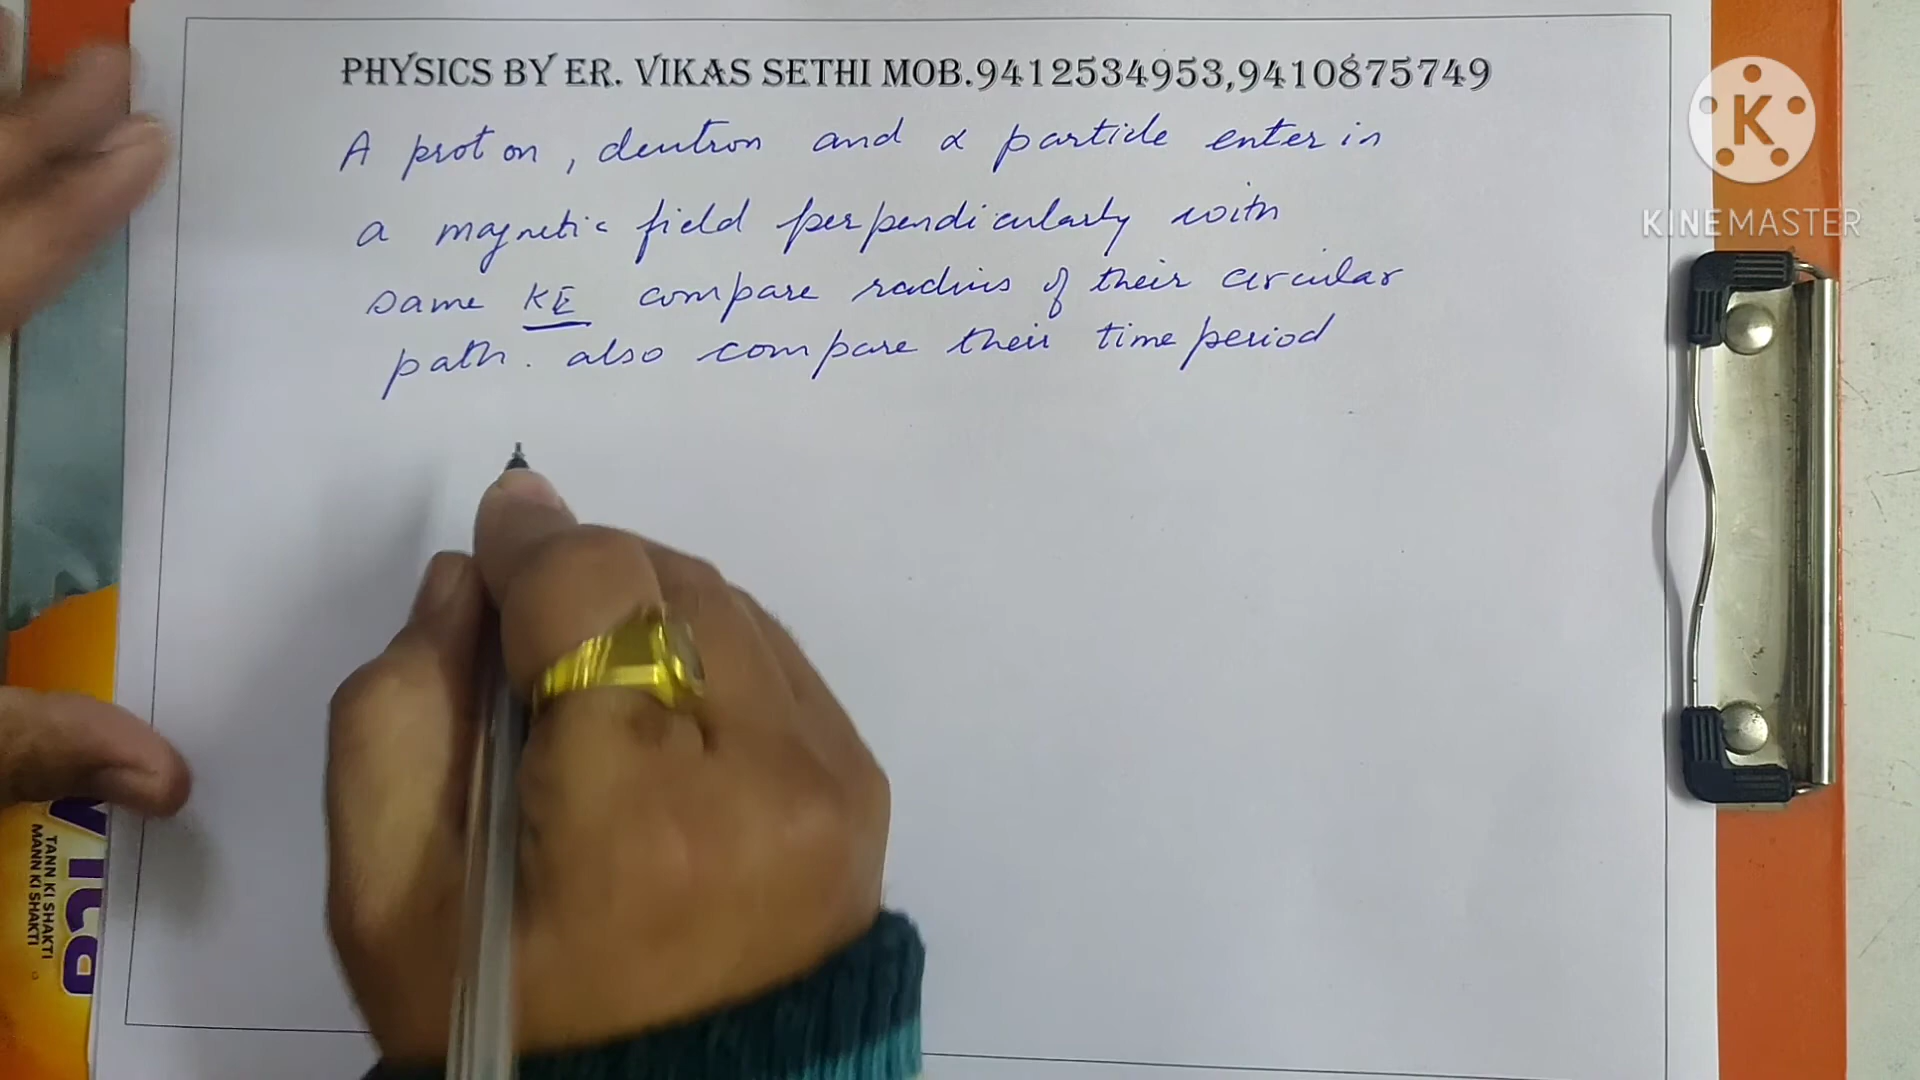 PHYSICS BY ER. VIKAS SETHI MOB.9412534953,9410875749
A proton, deutron and α particle enter in
a magnetic field perpendicularly with
same KE compare radius of their circular
path. also compare their time period
K
KINEMASTER
TANN KI SHAKTI
MANN KI SHAKTI
Vita